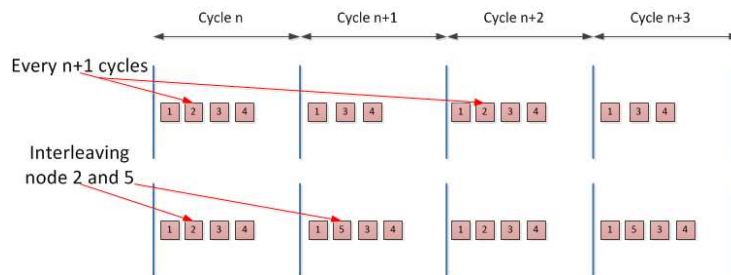 Cycle n Cycle n+1 Cycle n+2 Cycle n+3
Every n+1 cycles
1 2 3 4 1 3 4 1 2 3 4 1 3 4
Interleaving
node 2 and 5
1 2 3 4 1 5 3 4 1 2 3 4 1 5 3 4